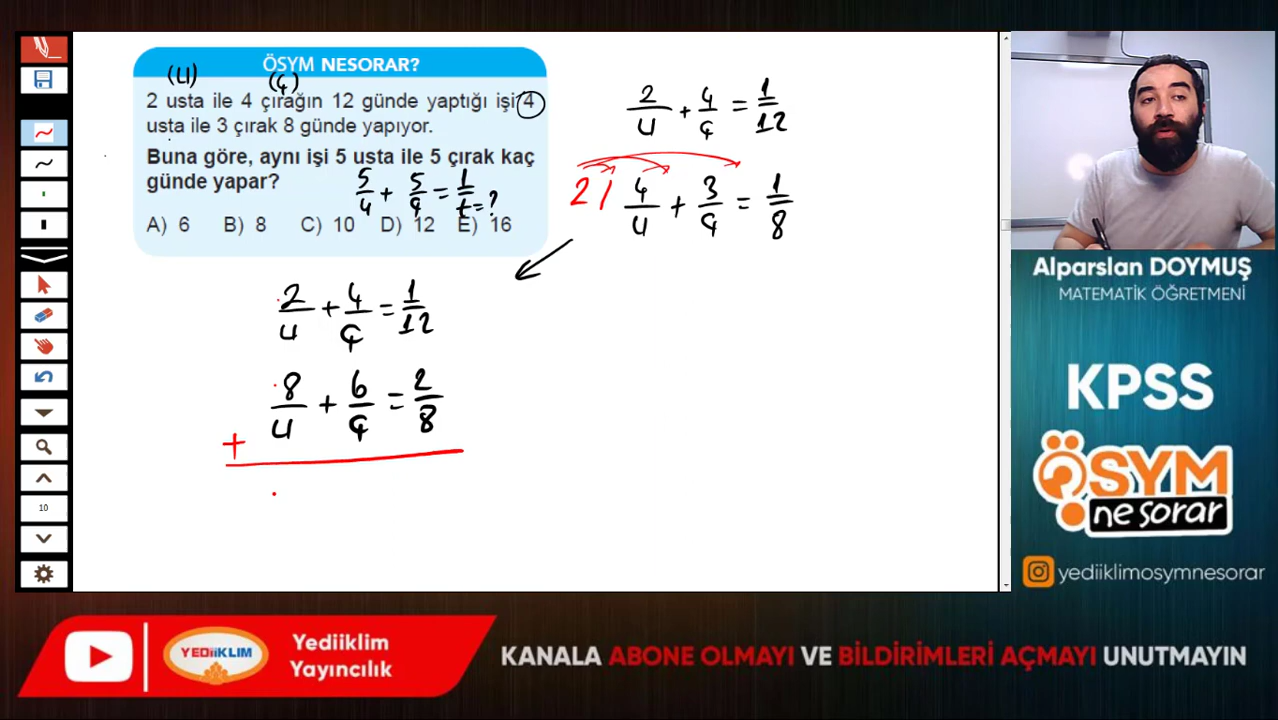 ÖSYM NESORAR?
(U) (Ç)
2 usta ile 4 çırağın 12 günde yaptığı işi 4
usta ile 3 çırak 8 günde yapıyor.
Buna göre, aynı işi 5 usta ile 5 çırak kaç
günde yapar?
5/U + 5/Ç = 1/t = ?
A) 6 B) 8 C) 10 D) 12 E) 16
2/U + 4/Ç = 1/12
2/ 4/U + 3/Ç = 1/8
2/U + 4/Ç = 1/12
8/U + 6/Ç = 2/8
+
10
Alparslan DOYMUŞ
MATEMATİK ÖĞRETMENİ
KPSS
ÖSYM
ne sorar
yediiklimosymnesorar
YEDiiKLİM
Yediiklim
Yayıncılık
KANALA ABONE OLMAYI VE BİLDİRİMLERİ AÇMAYI UNUTMAYIN